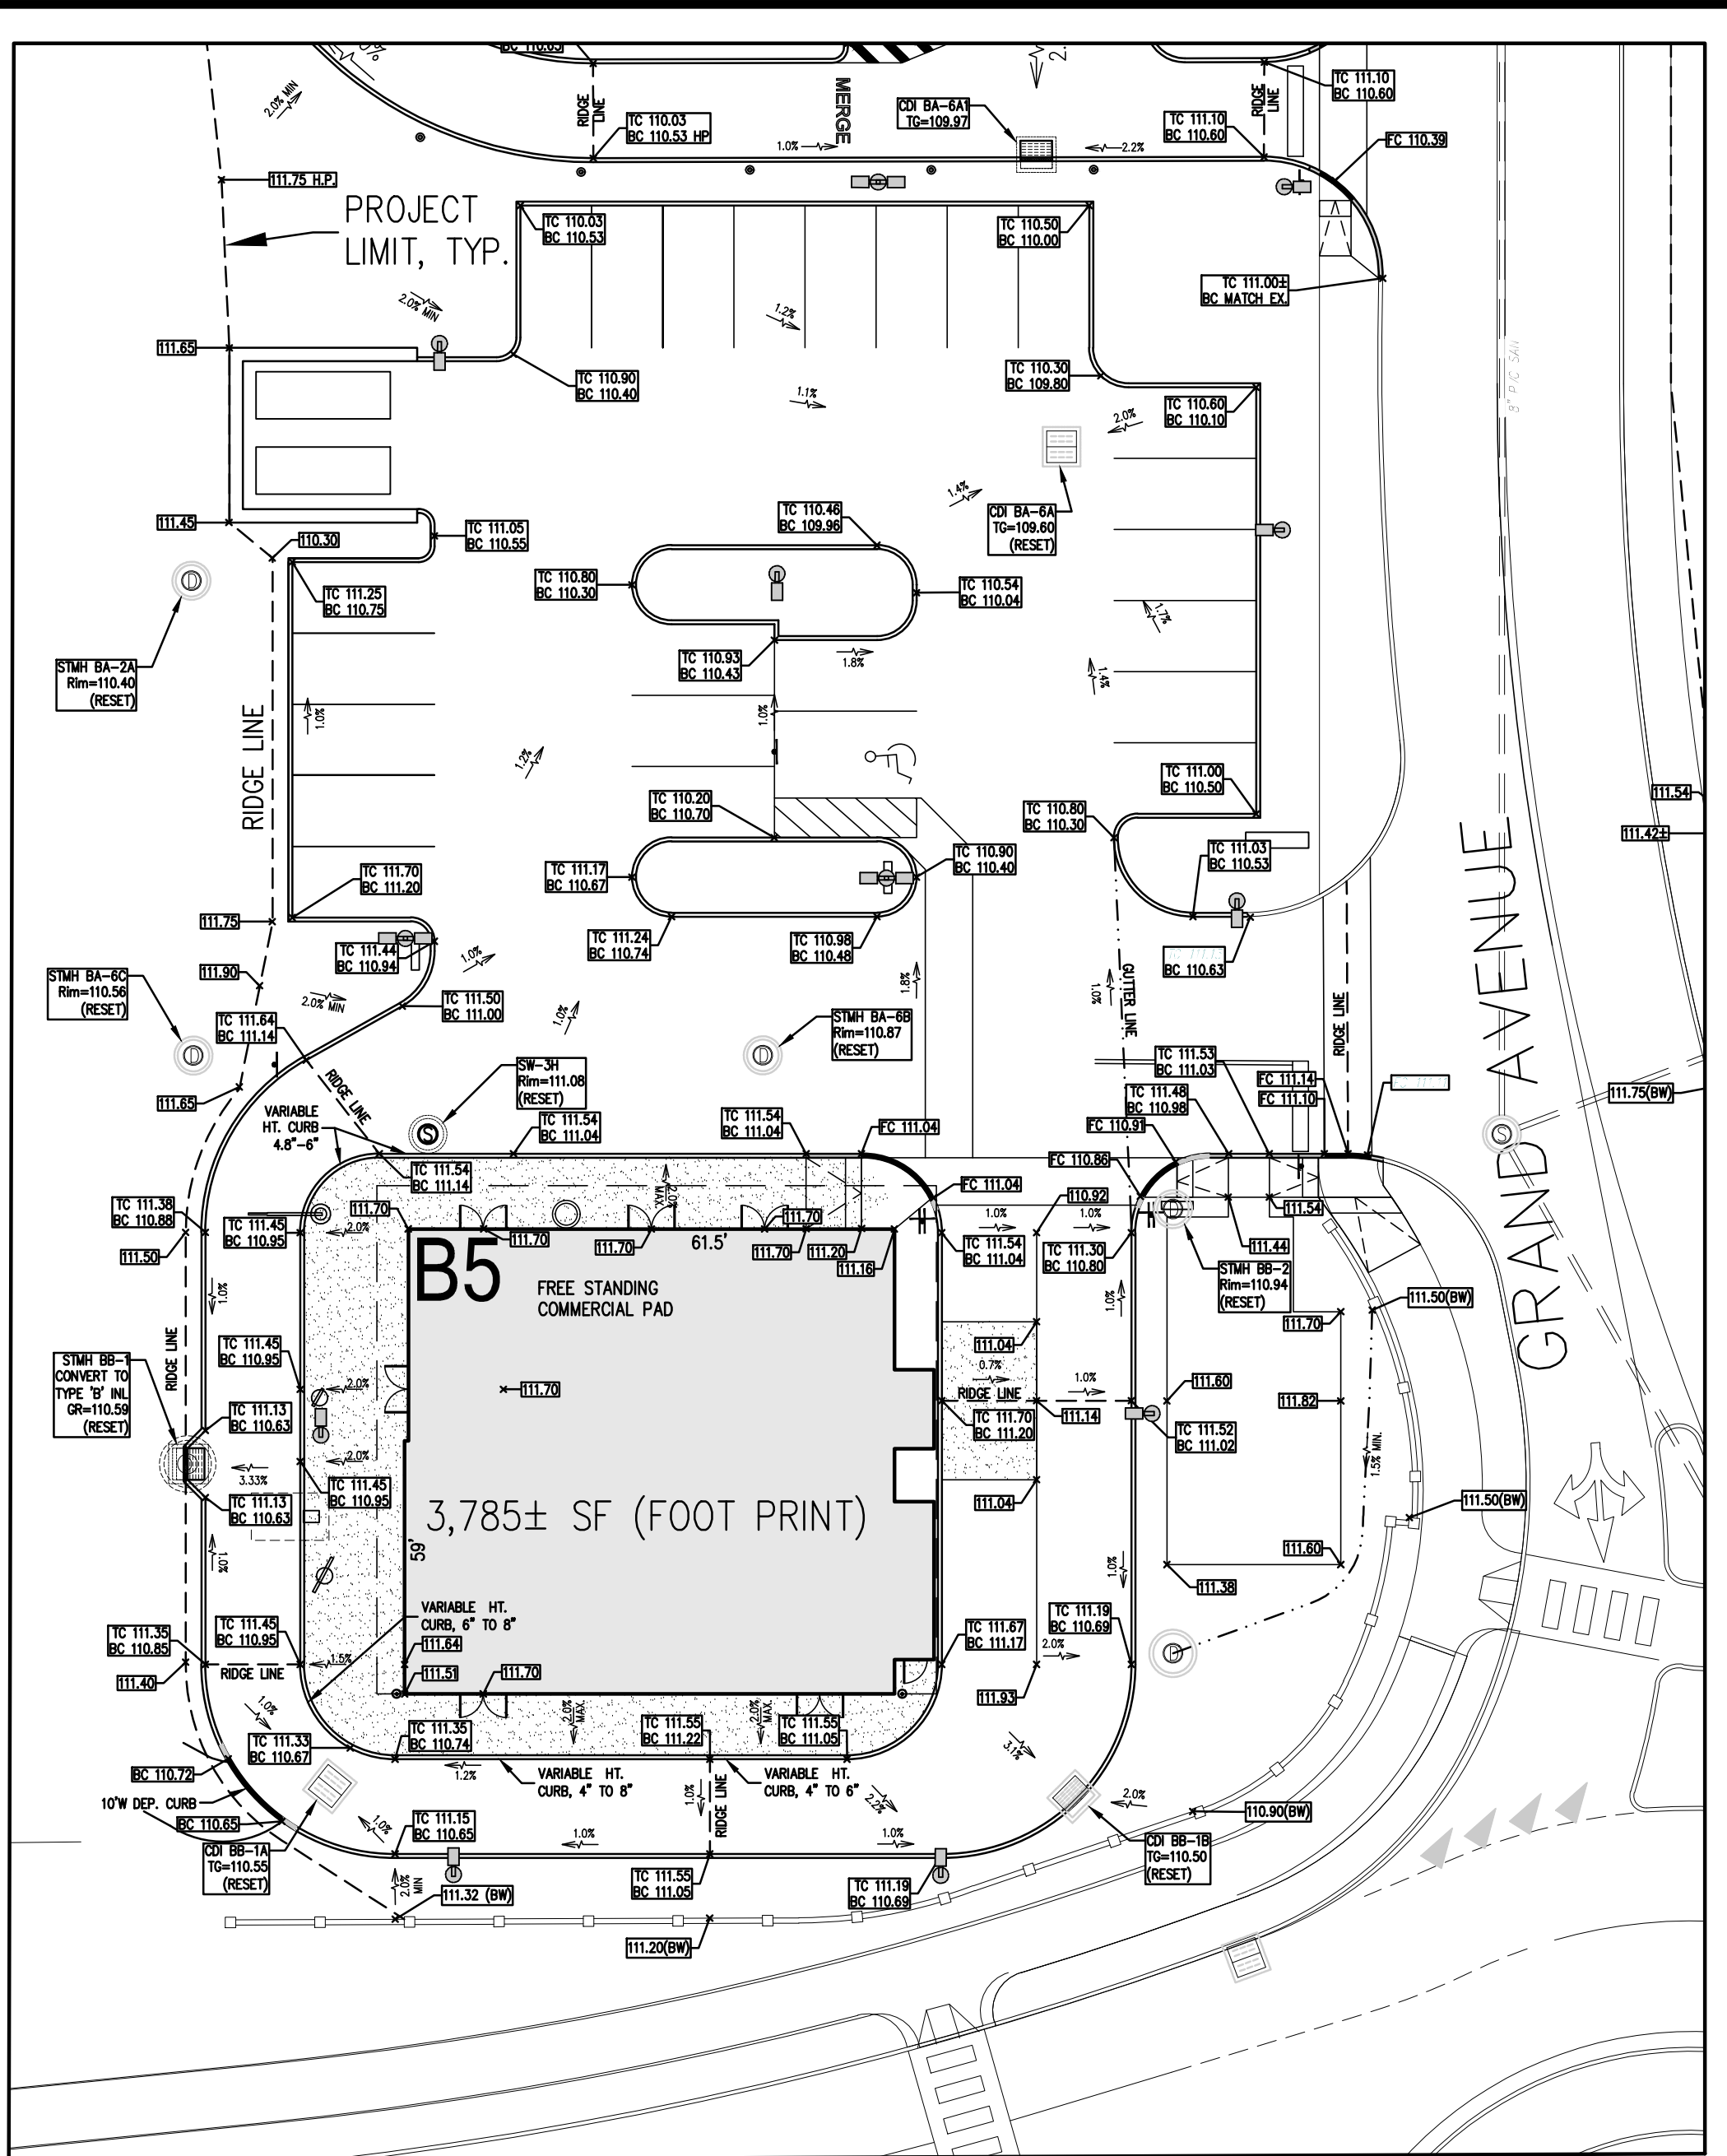 BC 110.63
2.0% MIN
RIDGE
LINE
TC 110.03
BC 110.53 HP
MERGE
1.0%
CDI BA-6A1
TG=109.97
2.
2.2%
RIDGE
LINE
TC 111.10
BC 110.60
TC 111.10
BC 110.60
FC 110.39
111.75 H.P.
PROJECT
LIMIT, TYP.
TC 110.03
BC 110.53
TC 110.50
BC 110.00
TC 111.00±
BC MATCH EX.
2.0% MIN
1.2%
8" P/C SAN
111.65
TC 110.90
BC 110.40
1.1%
TC 110.30
BC 109.80
TC 110.60
BC 110.10
2.0%
1.4%
CDI BA-6A
TG=109.60
(RESET)
111.45
110.30
TC 111.05
BC 110.55
TC 110.46
BC 109.96
D
TC 111.25
BC 110.75
TC 110.80
BC 110.30
TC 110.54
BC 110.04
1.7%
STMH BA-2A
Rim=110.40
(RESET)
TC 110.93
BC 110.43
1.8%
1.4%
RIDGE LINE
1.0%
1.0%
1.2%
TC 110.20
BC 110.70
TC 110.80
BC 110.30
TC 111.00
BC 110.50
111.54
111.42±
TC 111.70
BC 111.20
TC 111.17
BC 110.67
TC 110.90
BC 110.40
TC 111.03
BC 110.53
111.75
TC 111.44
BC 110.94
1.0%
TC 111.24
BC 110.74
TC 110.98
BC 110.48
BC 110.63
GRAND AVENUE
STMH BA-6C
Rim=110.56
(RESET)
111.90
2.0% MIN
TC 111.50
BC 111.00
1.0%
1.8%
GUTTER LINE
1.0%
RIDGE LINE
TC 111.64
BC 111.14
D
STMH BA-6B
Rim=110.87
(RESET)
D
SW-3H
Rim=111.08
(RESET)
TC 111.53
BC 111.03
FC 111.14
FC 111.10
111.75(BW)
111.65
RIDGE LINE
VARIABLE
HT. CURB
4.8"-6"
S
TC 111.54
BC 111.04
TC 111.54
BC 111.04
FC 111.04
TC 111.48
BC 110.98
FC 110.91
S
FC 110.86
TC 111.54
BC 111.14
2.0%
MAX.
FC 111.04
110.92
111.54
TC 111.38
BC 110.88
TC 111.45
BC 110.95
2.0%
111.70
111.70
111.70
111.70
111.70
111.20
111.16
1.0%
1.0%
D
111.50
61.5'
TC 111.54
BC 111.04
TC 111.30
BC 110.80
111.44
B5
FREE STANDING
COMMERCIAL PAD
STMH BB-2
Rim=110.94
(RESET)
1.0%
1.0%
111.50(BW)
111.70
RIDGE LINE
TC 111.45
BC 110.95
111.04
0.7%
STMH BB-1
CONVERT TO
TYPE 'B' INL
GR=110.59
(RESET)
2.0%
111.70
RIDGE LINE
1.0%
111.60
111.82
111.14
TC 111.13
BC 110.63
TC 111.70
BC 111.20
TC 111.52
BC 111.02
1.5% MIN.
3.33%
2.0%
TC 111.45
BC 110.95
TC 111.13
BC 110.63
111.04
111.50(BW)
3,785± SF (FOOT PRINT)
59'
1.0%
1.0%
111.60
111.38
VARIABLE HT.
CURB, 6" TO 8"
TC 111.35
BC 110.85
TC 111.45
BC 110.95
111.64
TC 111.67
BC 111.17
TC 111.19
BC 110.69
2.0%
D
1.5%
RIDGE LINE
111.40
111.51
111.70
111.93
1.0%
2.0%
MAX.
2.0%
MAX.
TC 111.33
BC 110.67
TC 111.35
BC 110.74
TC 111.55
BC 111.22
TC 111.55
BC 111.05
3.1%
BC 110.72
1.2%
VARIABLE HT.
CURB, 4" TO 8"
1.0%
RIDGE LINE
VARIABLE HT.
CURB, 4" TO 6"
2.2%
2.0%
10'W DEP. CURB
BC 110.65
1.0%
TC 111.15
BC 110.65
1.0%
1.0%
110.90(BW)
CDI BB-1A
TG=110.55
(RESET)
CDI BB-1B
TG=110.50
(RESET)
2.0%
MIN
111.32 (BW)
TC 111.55
BC 111.05
TC 111.19
BC 110.69
111.20(BW)